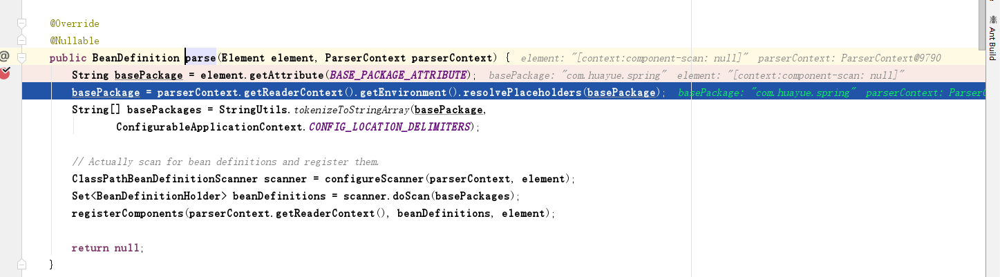 @Override
@Nullable
public BeanDefinition parse(Element element, ParserContext parserContext) { element: "[context:component-scan: null]" parserContext: ParserContext@9790
String basePackage = element.getAttribute(BASE_PACKAGE_ATTRIBUTE); basePackage: "com.huayue.spring" element: "[context:component-scan: null]"
basePackage = parserContext.getReaderContext().getEnvironment().resolvePlaceholders(basePackage); basePackage: "com.huayue.spring" parserContext: ParserC
String[] basePackages = StringUtils.tokenizeToStringArray(basePackage,
ConfigurableApplicationContext.CONFIG_LOCATION_DELIMITERS);
// Actually scan for bean definitions and register them.
ClassPathBeanDefinitionScanner scanner = configureScanner(parserContext, element);
Set<BeanDefinitionHolder> beanDefinitions = scanner.doScan(basePackages);
registerComponents(parserContext.getReaderContext(), beanDefinitions, element);
return null;
}
@
Ant Build